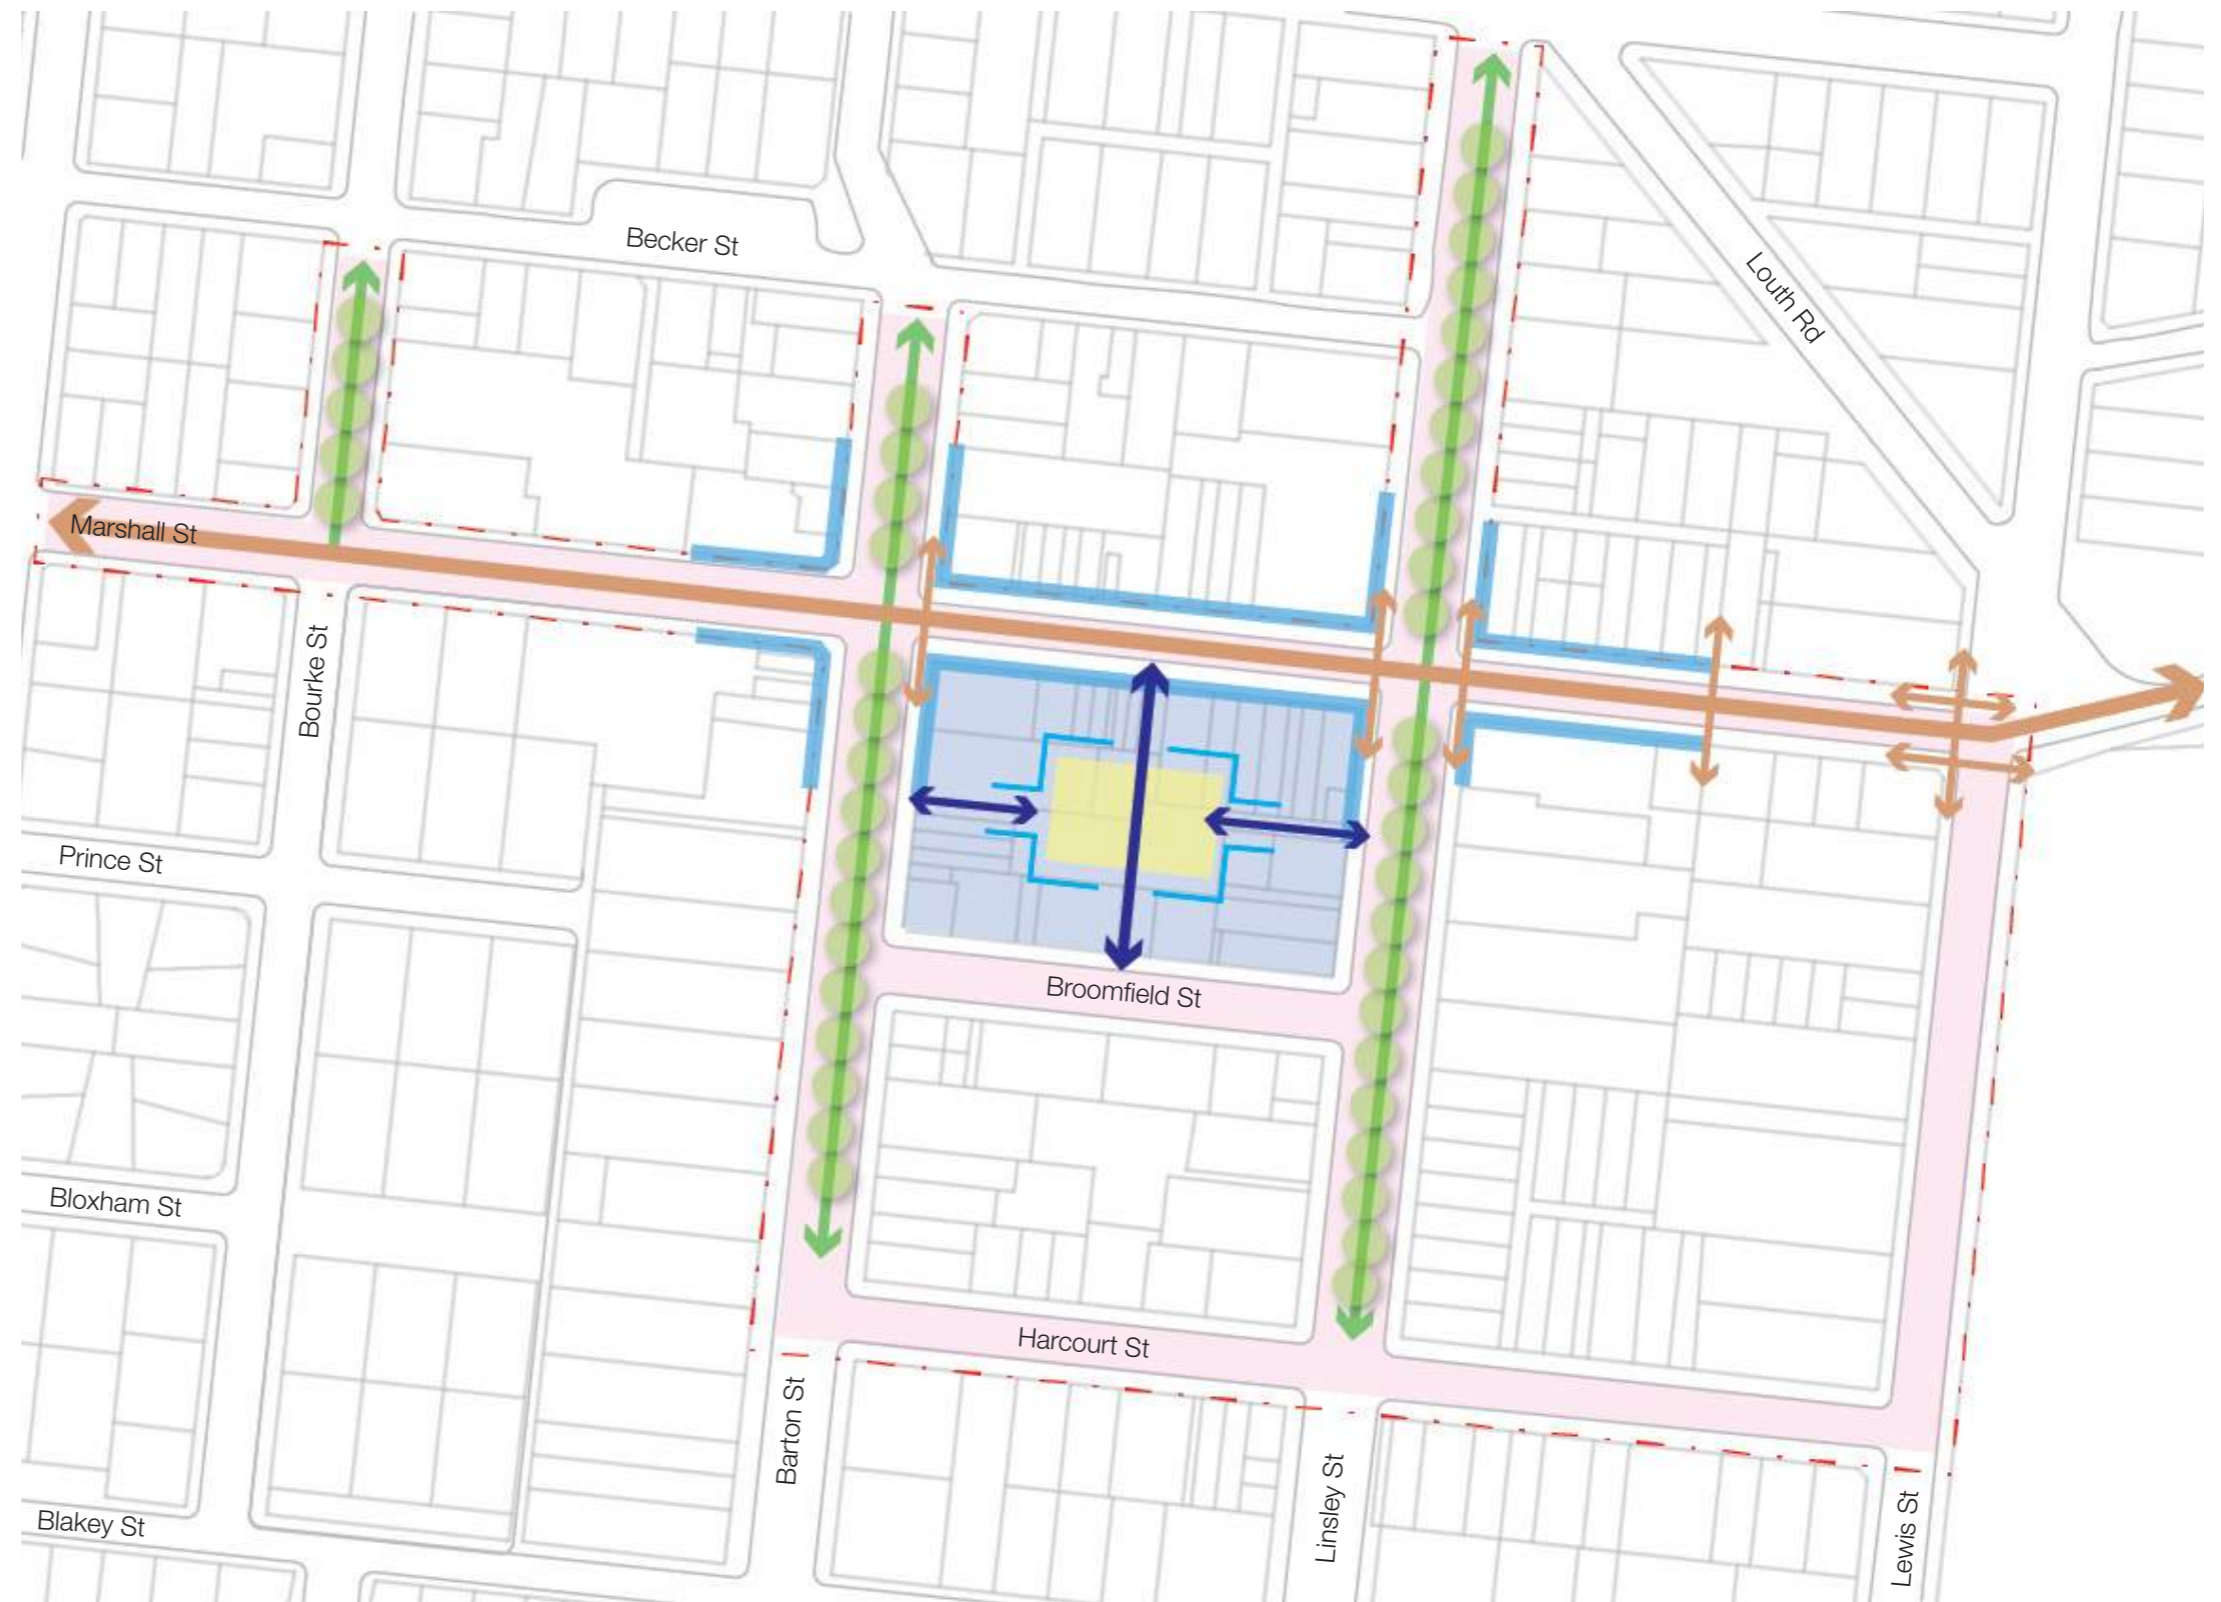 Becker St
Louth Rd
Marshall St
Bourke St
Prince St
Broomfield St
Bloxham St
Harcourt St
Barton St
Linsley St
Lewis St
Blakey St